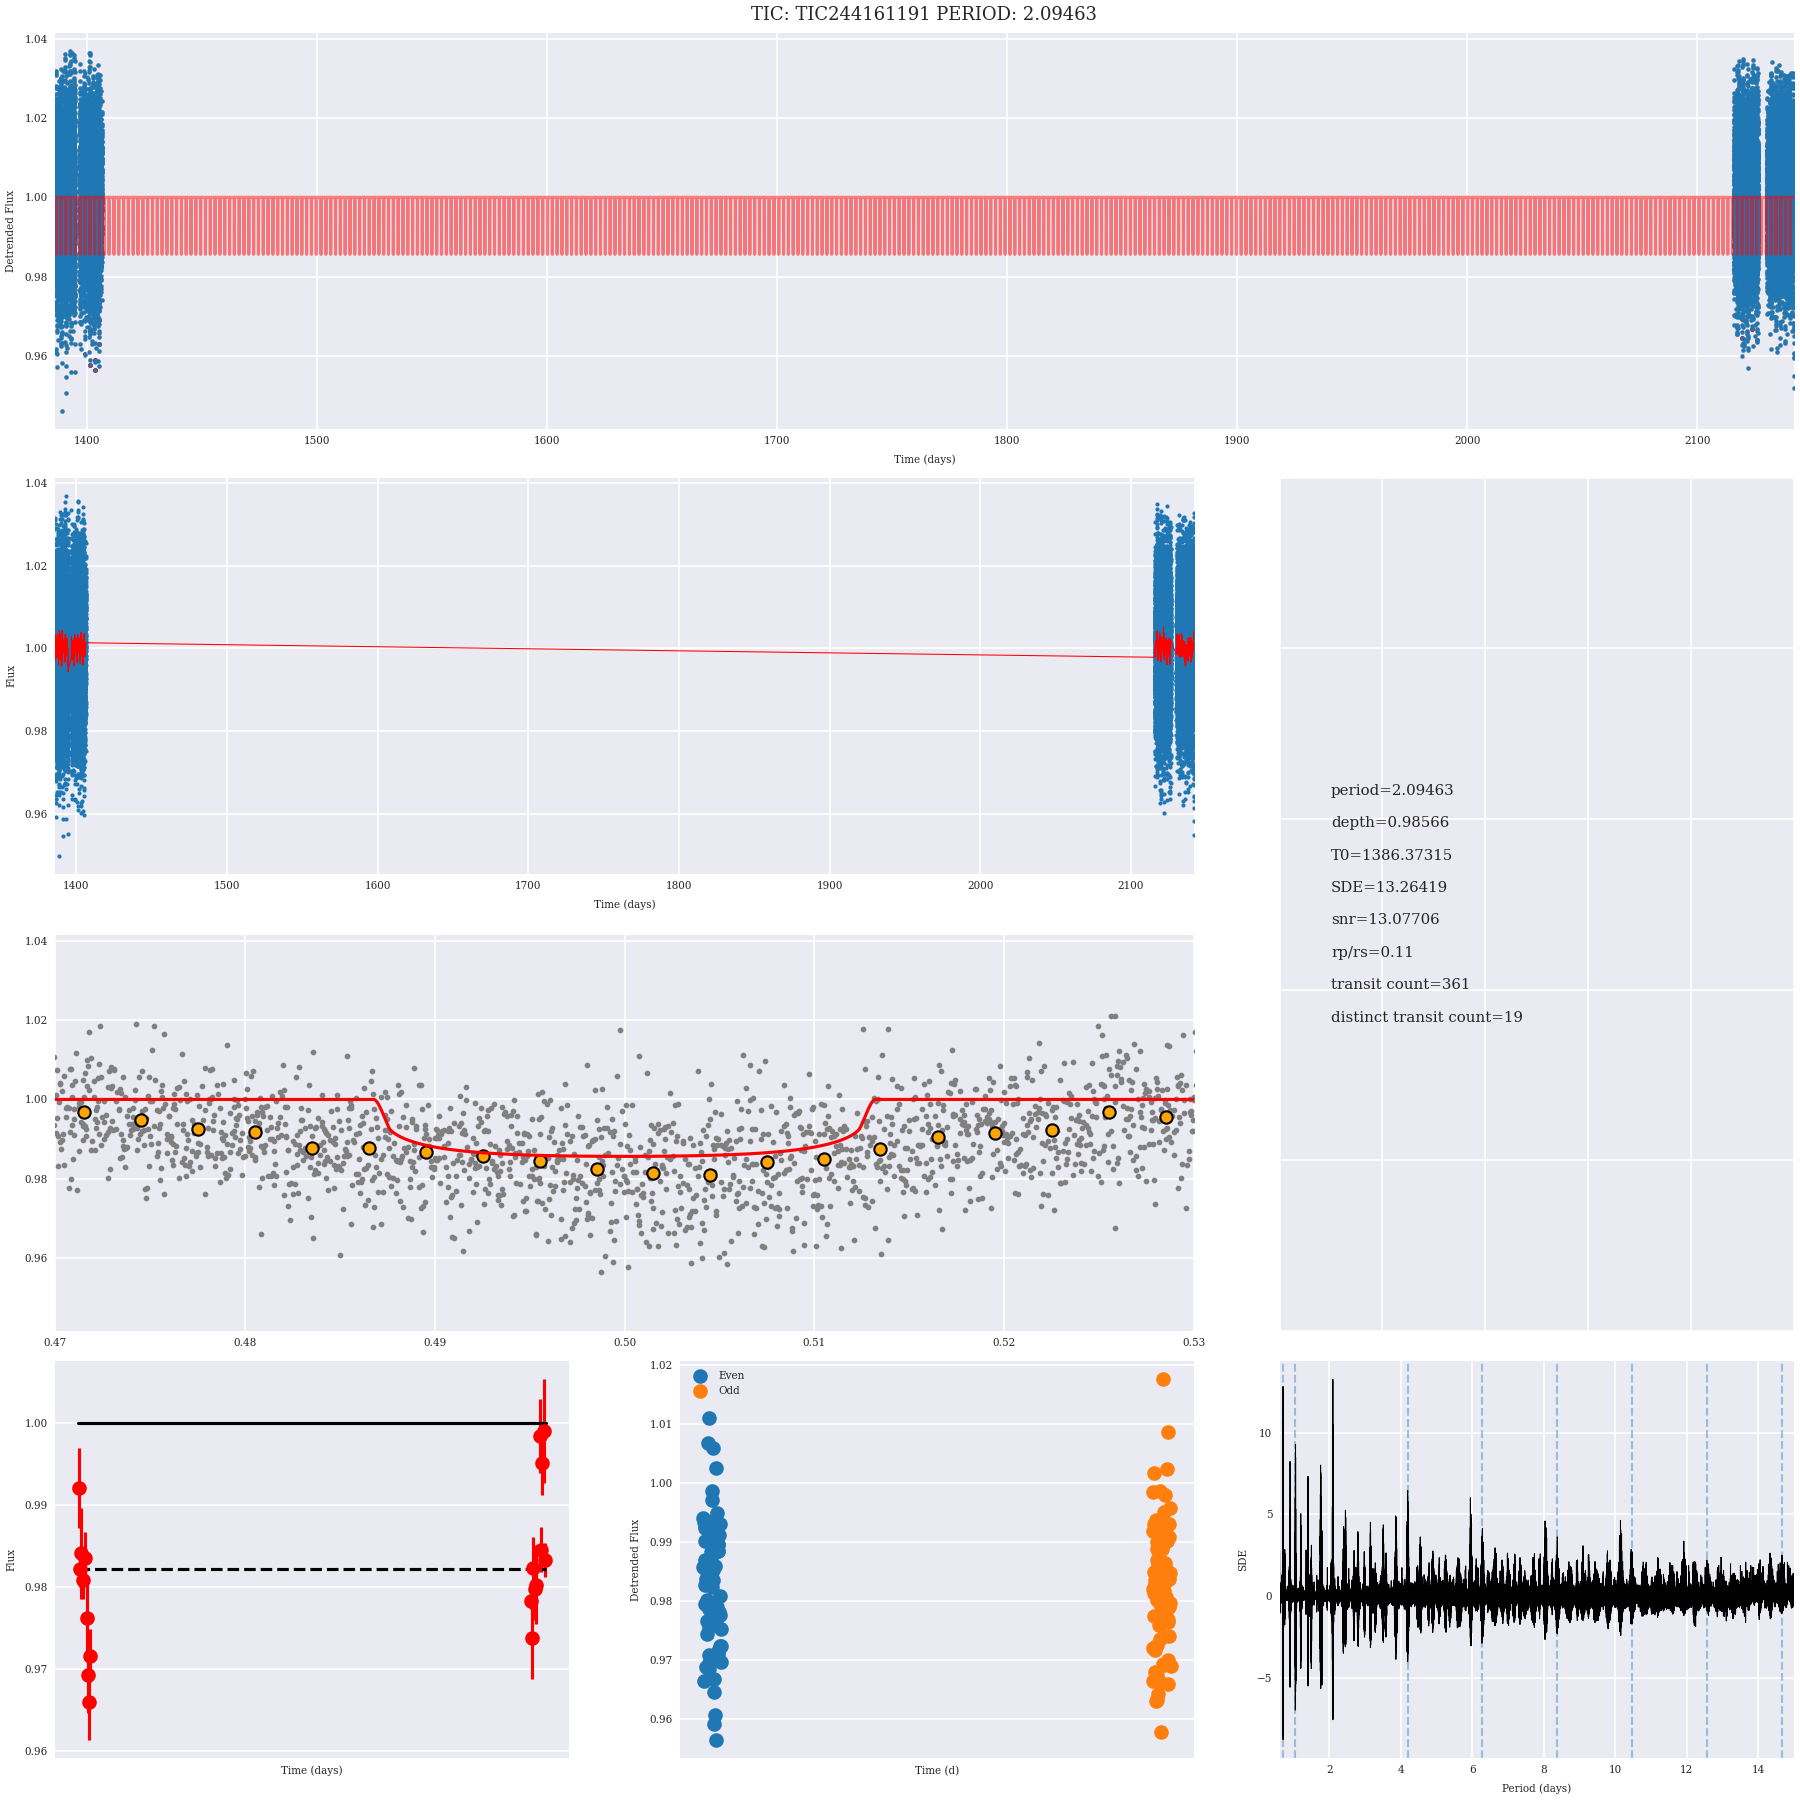 TIC: TIC244161191 PERIOD: 2.09463
1.04
1.02
1.00
0.98
0.96
Detrended Flux
1400
1500
1600
1700
1800
1900
2000
2100
Time (days)
1.04
1.02
1.00
0.98
0.96
Flux
1400
1500
1600
1700
1800
1900
2000
2100
Time (days)
period=2.09463
depth=0.98566
T0=1386.37315
SDE=13.26419
snr=13.07706
rp/rs=0.11
transit count=361
distinct transit count=19
1.04
1.02
1.00
0.98
0.96
0.47
0.48
0.49
0.50
0.51
0.52
0.53
1.00
0.99
0.98
0.97
0.96
Flux
Time (days)
1.02
1.01
1.00
0.99
0.98
0.97
0.96
Detrended Flux
Even
Odd
Time (d)
10
5
0
−5
SDE
2
4
6
8
10
12
14
Period (days)